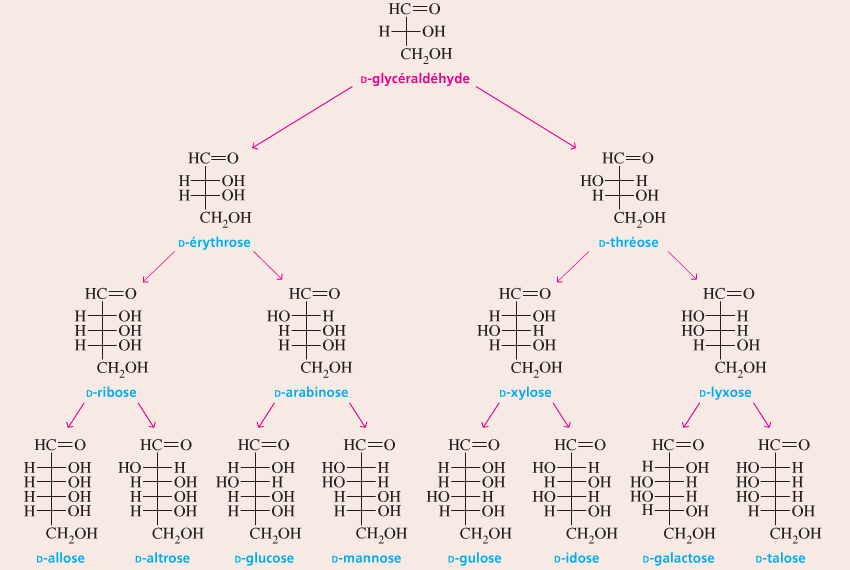 HC=O
H OH
CH₂OH
D-glycéraldéhyde
HC=O HC=O
H OH HO H
H OH H OH
CH₂OH CH₂OH
D-érythrose D-thréose
HC=O HC=O HC=O HC=O
H OH HO H H OH HO H
H OH H OH HO H HO H
H OH H OH H OH H OH
CH₂OH CH₂OH CH₂OH CH₂OH
D-ribose D-arabinose D-xylose D-lyxose
HC=O HC=O HC=O HC=O HC=O HC=O HC=O HC=O
H OH HO H H OH HO H H OH HO H H OH HO H
H OH H OH HO H HO H H OH H OH HO H HO H
H OH H OH H OH H OH HO H HO H HO H HO H
H OH H OH H OH H OH H OH H OH H OH H OH
CH₂OH CH₂OH CH₂OH CH₂OH CH₂OH CH₂OH CH₂OH CH₂OH
D-allose D-altrose D-glucose D-mannose D-gulose D-idose D-galactose D-talose